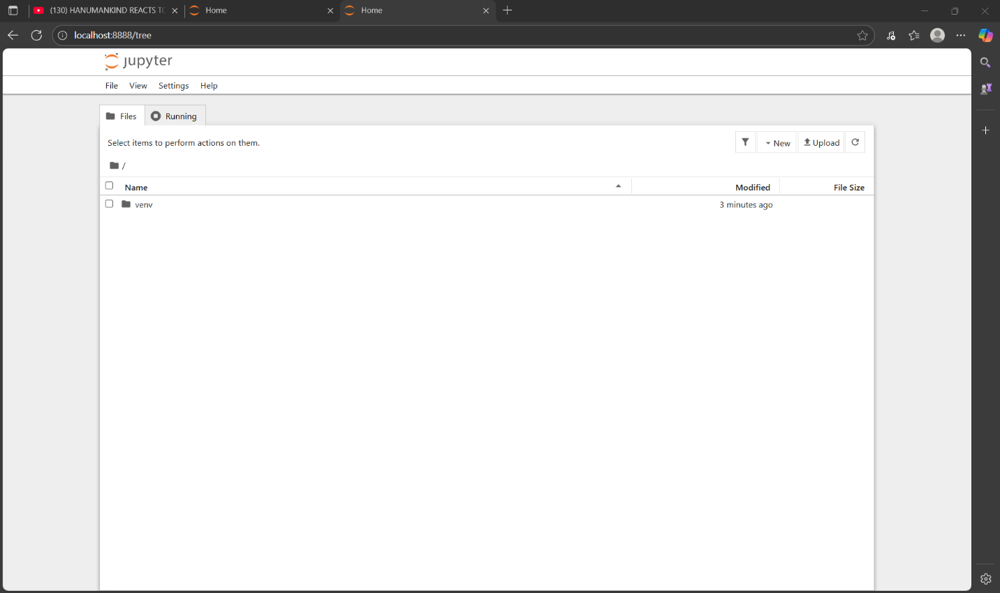 (130) HANUMANKIND REACTS TO
Home
Home
localhost:8888/tree
jupyter
File View Settings Help
Files Running
Select items to perform actions on them.
New Upload
/
Name Modified File Size
venv 3 minutes ago